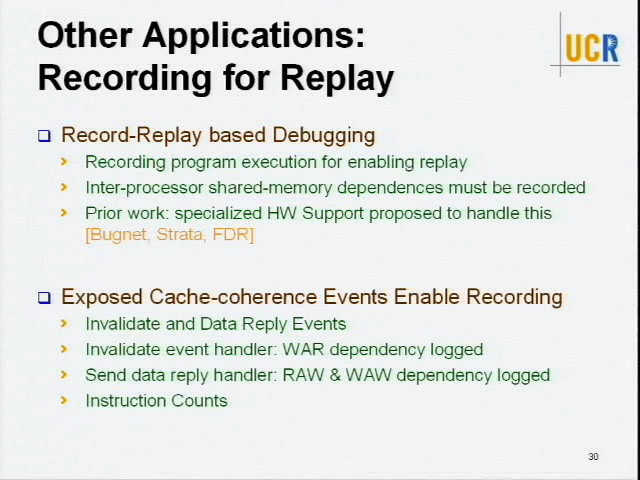 Other Applications:
Recording for Replay
UCR
Record-Replay based Debugging
Recording program execution for enabling replay
Inter-processor shared-memory dependences must be recorded
Prior work: specialized HW Support proposed to handle this
[Bugnet, Strata, FDR]
Exposed Cache-coherence Events Enable Recording
Invalidate and Data Reply Events
Invalidate event handler: WAR dependency logged
Send data reply handler: RAW & WAW dependency logged
Instruction Counts
30